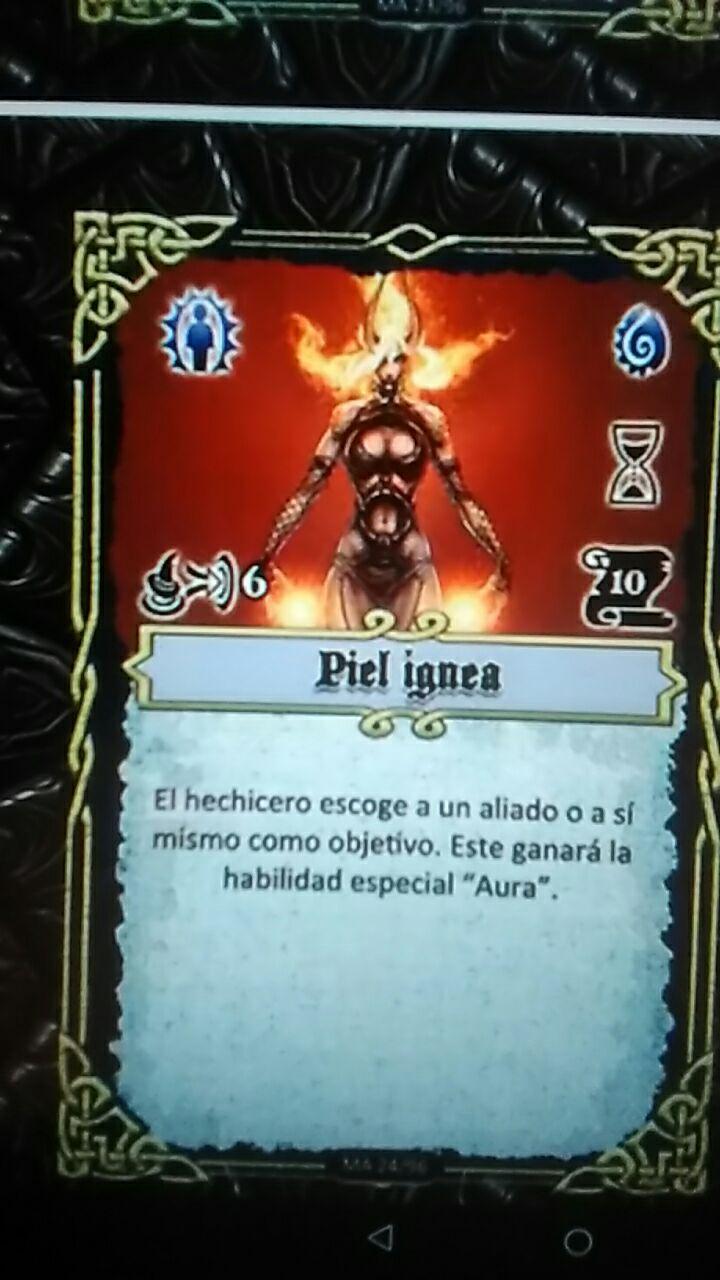 6
10
Piel ignea
El hechicero escoge a un aliado o a sí
mismo como objetivo. Este ganará la
habilidad especial "Aura".